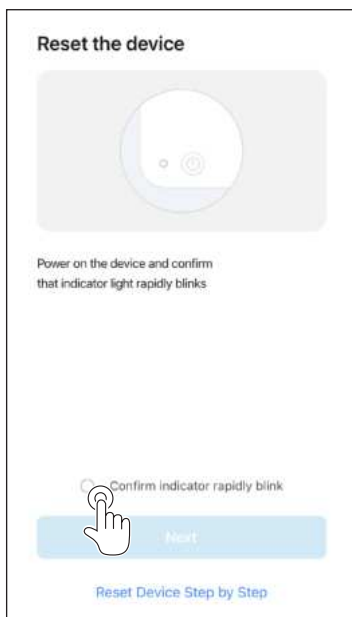 Reset the device
Power on the device and confirm
that indicator light rapidly blinks
Confirm indicator rapidly blink
Next
Reset Device Step by Step